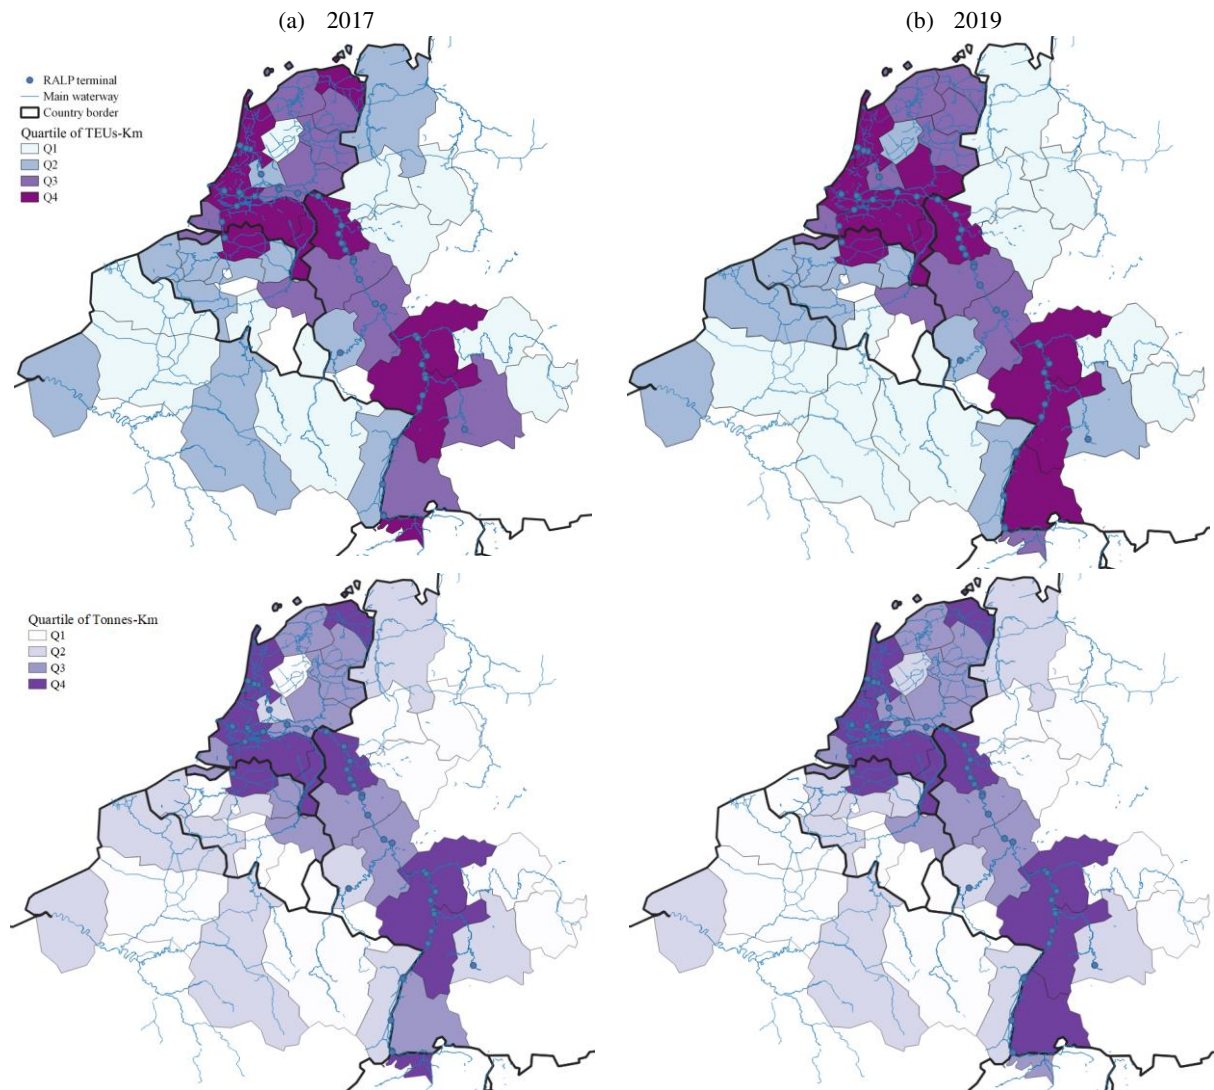 (a) 2017
(b) 2019
RALP terminal
Main waterway
Country border
Quartile of TEUs-Km
Q1
Q2
Q3
Q4
Quartile of Tonnes-Km
Q1
Q2
Q3
Q4